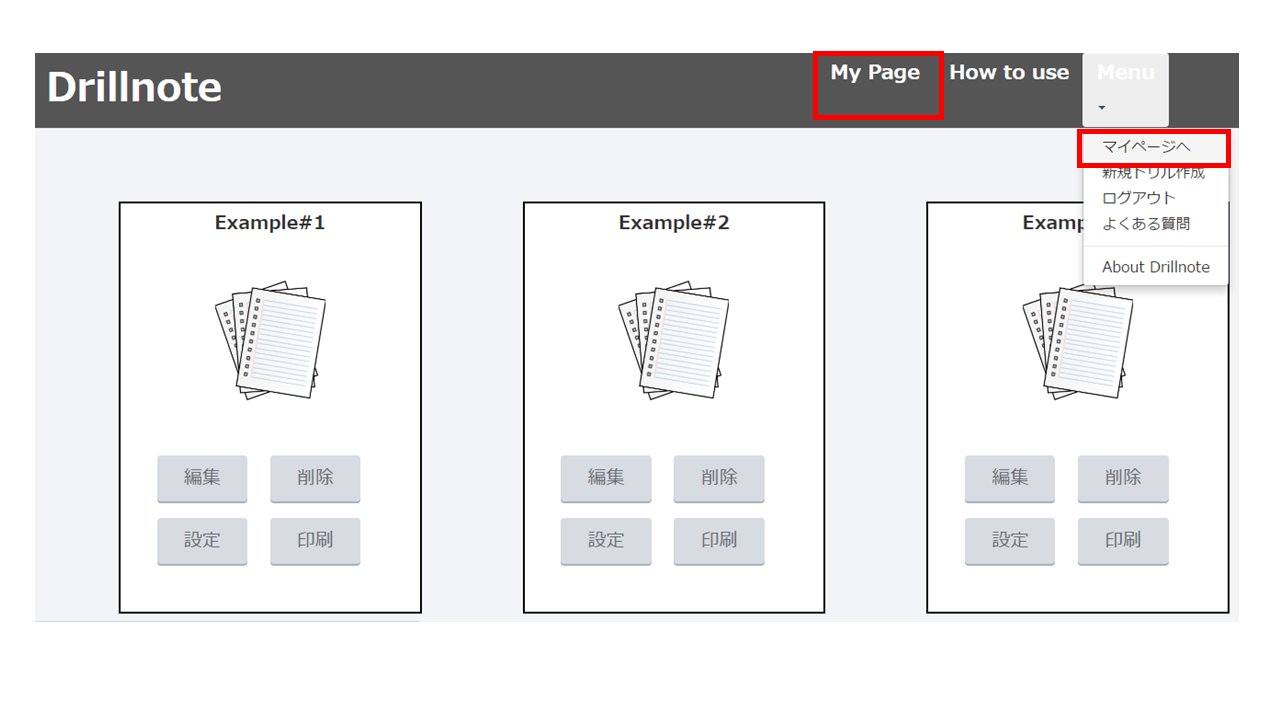 Drillnote
My Page
How to use
Menu
マイページへ
新規ドリル作成
ログアウト
よくある質問
About Drillnote
Example#1
編集
削除
設定
印刷
Example#2
編集
削除
設定
印刷
Examp
編集
削除
設定
印刷